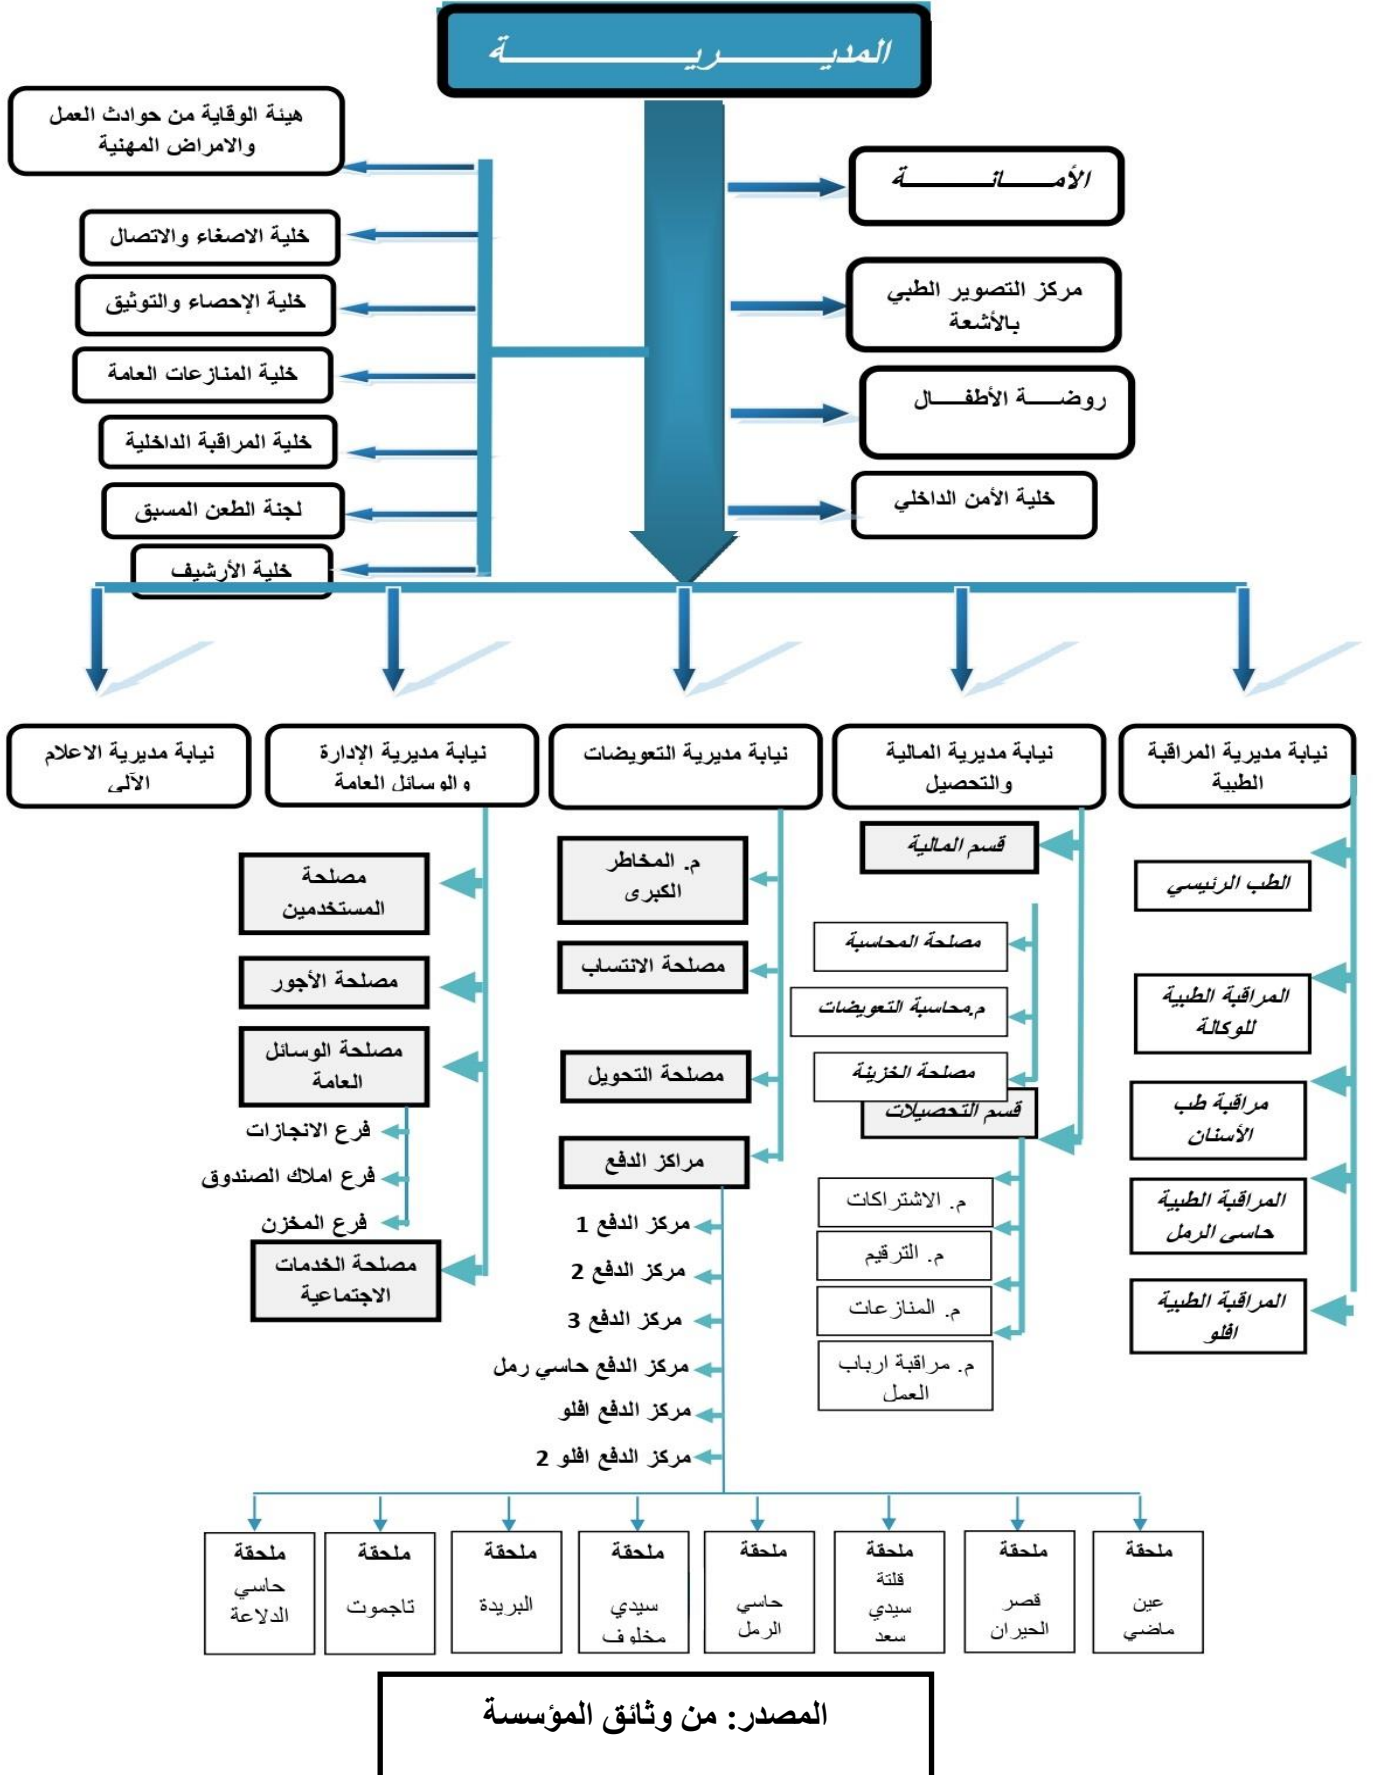 المديرية
هيئة الوقاية من حوادث العمل
والامراض المهنية
خلية الاصغاء والاتصال
خلية الإحصاء والتوثيق
خلية المنازعات العامة
خلية المراقبة الداخلية
لجنة الطعن المسبق
خلية الأرشيف
الأمانة
مركز التصوير الطبي
بالأشعة
روضة الأطفال
خلية الأمن الداخلي
نيابة مديرية المراقبة
الطبية
نيابة مديرية المالية
والتحصيل
نيابة مديرية التعويضات
نيابة مديرية الإدارة
والوسائل العامة
نيابة مديرية الاعلام
الآلي
الطب الرئيسي
المراقبة الطبية
للوكالة
مراقبة طب
الأسنان
المراقبة الطبية
حاسي الرمل
المراقبة الطبية
افلو
قسم المالية
مصلحة المحاسبة
م.محاسبة التعويضات
مصلحة الخزينة
قسم التحصيلات
م. الاشتراكات
م. الترقيم
م. المنازعات
م. مراقبة ارباب
العمل
م. المخاطر
الكبرى
مصلحة الانتساب
مصلحة التحويل
مراكز الدفع
مركز الدفع 1
مركز الدفع 2
مركز الدفع 3
مركز الدفع حاسي رمل
مركز الدفع افلو
مركز الدفع افلو 2
مصلحة
المستخدمين
مصلحة الأجور
مصلحة الوسائل
العامة
فرع الانجازات
فرع املاك الصندوق
فرع المخزن
مصلحة الخدمات
الاجتماعية
ملحقة
عين
ماضي
ملحقة
قصر
الحيران
ملحقة
قلتة
سيدي
سعد
ملحقة
حاسي
الرمل
ملحقة
سيدي
مخلوف
ملحقة
البريدة
ملحقة
تاجموت
ملحقة
حاسي
الدلاعة
المصدر: من وثائق المؤسسة